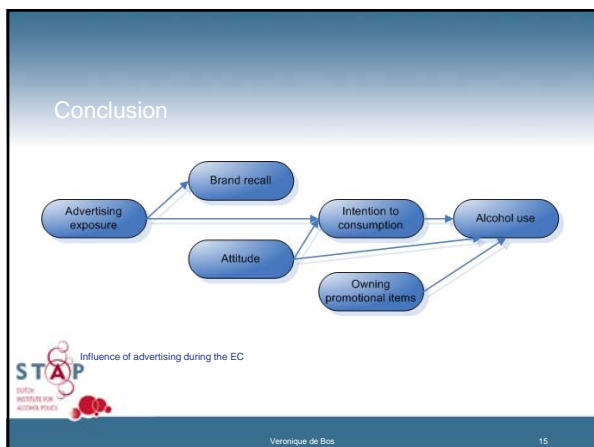 Conclusion
Brand recall
Advertising
exposure
Intention to
consumption
Alcohol use
Attitude
Owning
promotional items
Influence of advertising during the EC
STAP
DUTCH
INSTITUTE FOR
ALCOHOL POLICY
Veronique de Bos
15